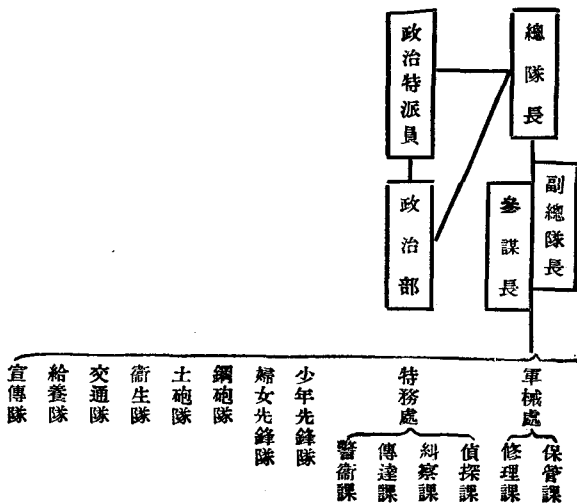 總隊長
副總隊長
參謀長
政治特派員
政治部
軍械處
保管課
修理課
特務處
偵探課
糾察課
傳達課
警衞課
少年先鋒隊
婦女先鋒隊
鋼砲隊
土砲隊
衞生隊
交通隊
給養隊
宣傳隊